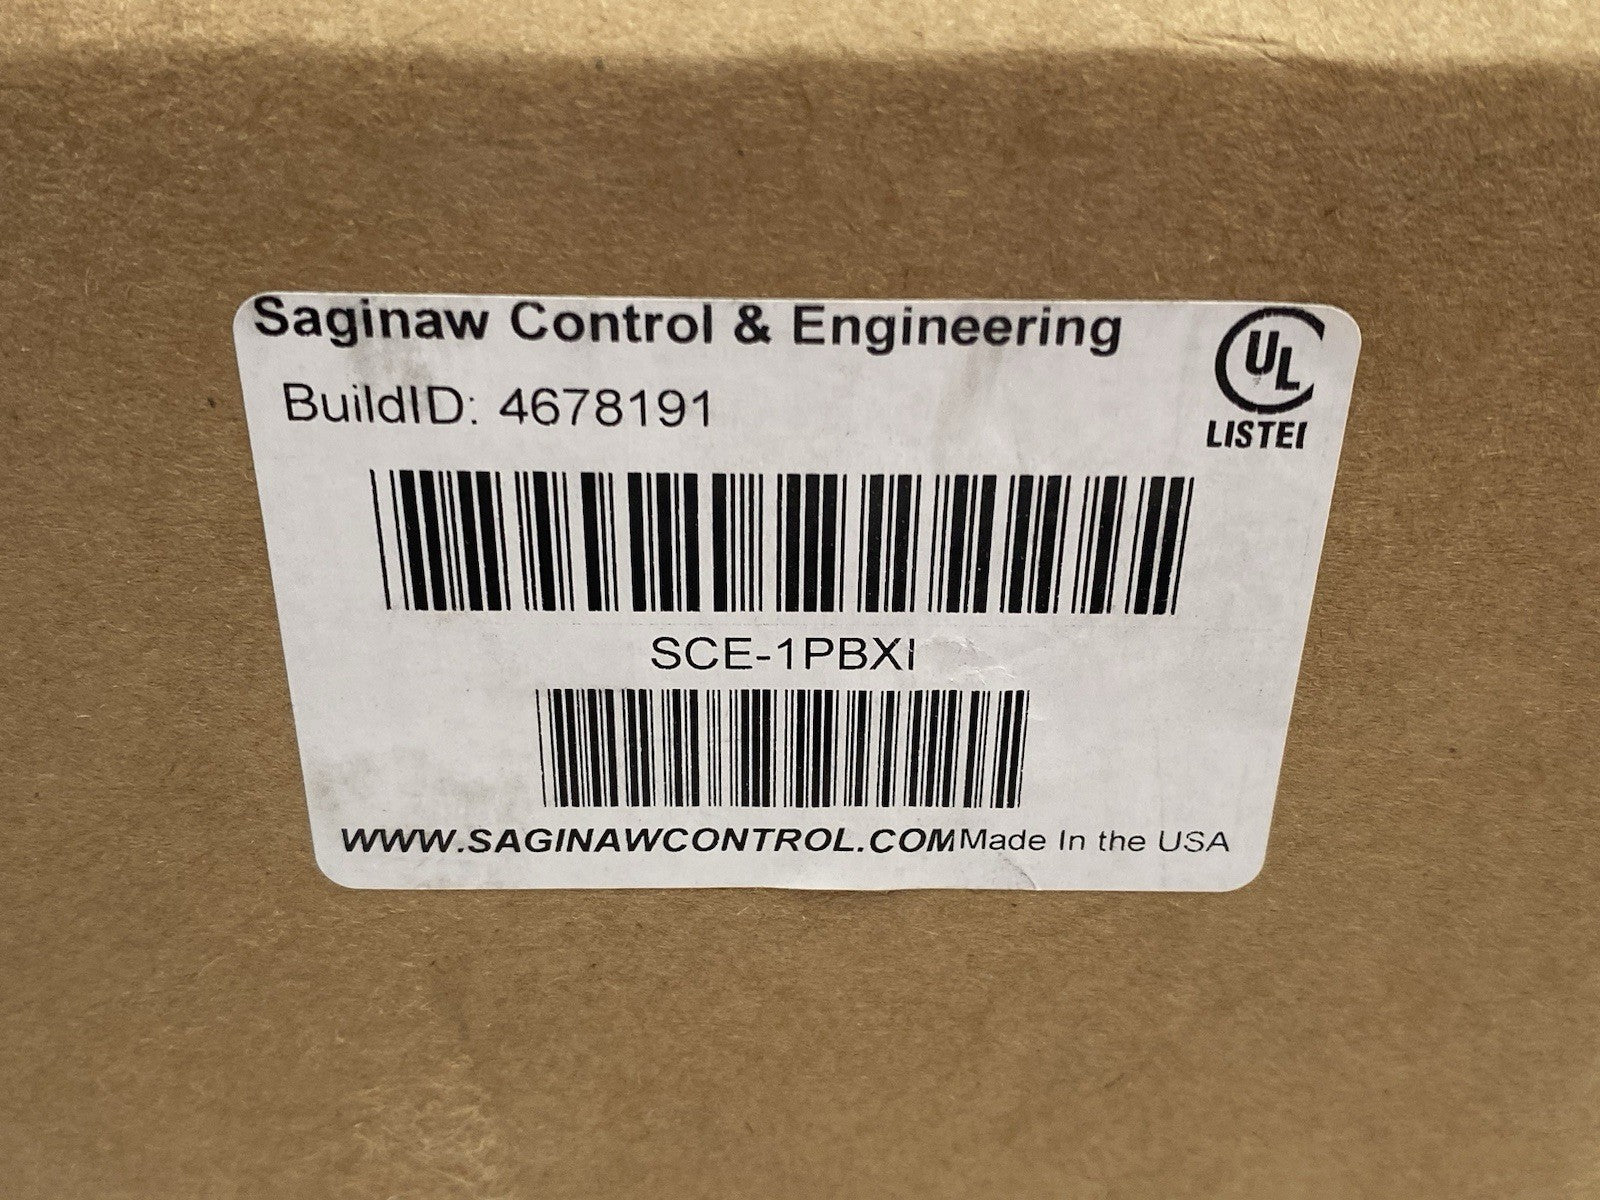 Saginaw Control & Engineering
UL
LISTEI
BuildID: 4678191
SCE-1PBXI
WWW.SAGINAWCONTROL.COM Made In the USA